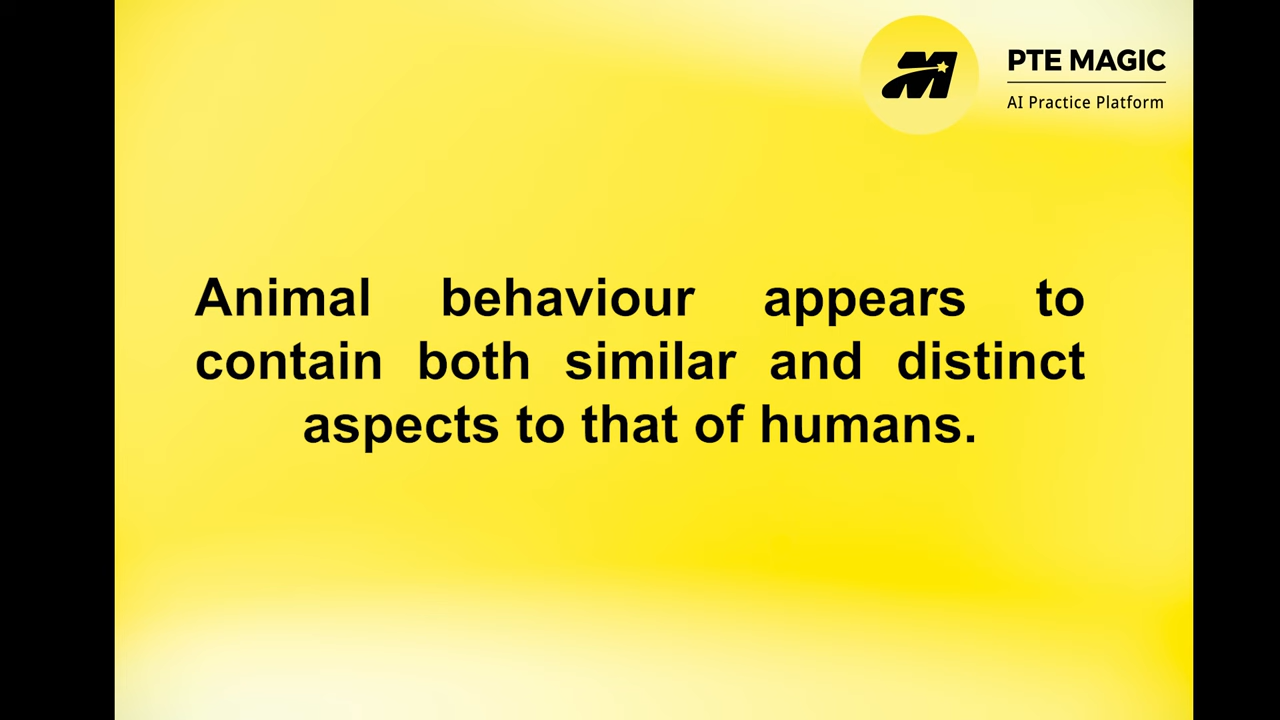 PTE MAGIC
AI Practice Platform
Animal behaviour appears to
contain both similar and distinct
aspects to that of humans.